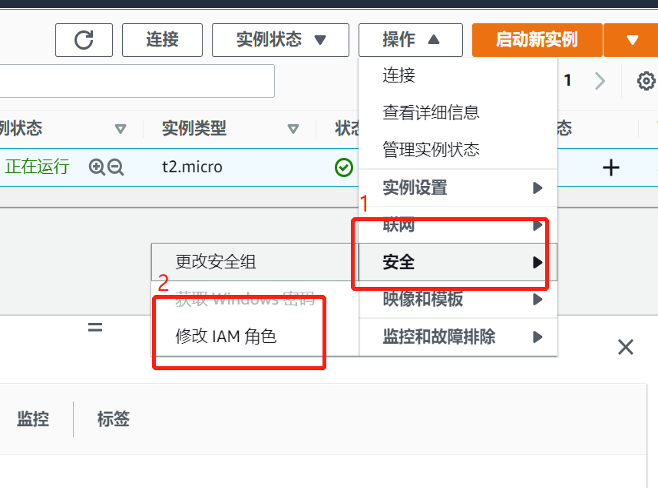 连接 实例状态 操作 启动新实例
连接 1
查看详细信息
例状态 实例类型 状态 态
管理实例状态
正在运行 t2.micro
实例设置
1
联网
更改安全组 安全
2
获取 Windows 密码 映像和模板
修改 IAM 角色 监控和故障排除
监控 标签